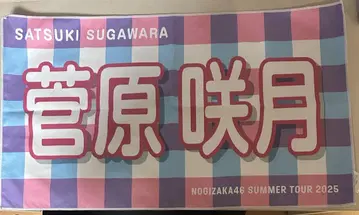 SATSUKI SUGAWARA
菅原 咲月
NOGIZAKA46 SUMMER TOUR 2025